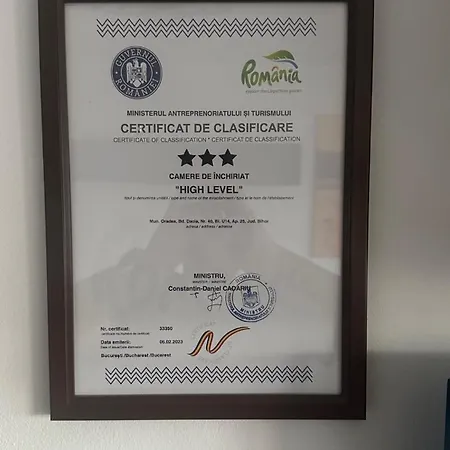 GUVERNUL
ROMÂNIEI
România
MINISTERUL ANTREPRENORIATULUI ȘI TURISMULUI
CERTIFICAT DE CLASIFICARE
CERTIFICATE OF CLASSIFICATION * CERTIFICAT DE CLASSIFICATION
CAMERE DE ÎNCHIRIAT
"HIGH LEVEL"
Mun. Oradea, Bd. Dacia, Nr. 46, Bl. U14, Ap. 25, Jud. Bihor
MINISTRU,
Constantin-Daniel CADARIU
ROMÂNIA
MINISTRU
Nr. certificat: 33350
Data emiterii: 06.02.2023
București /Bucharest /Bucarest